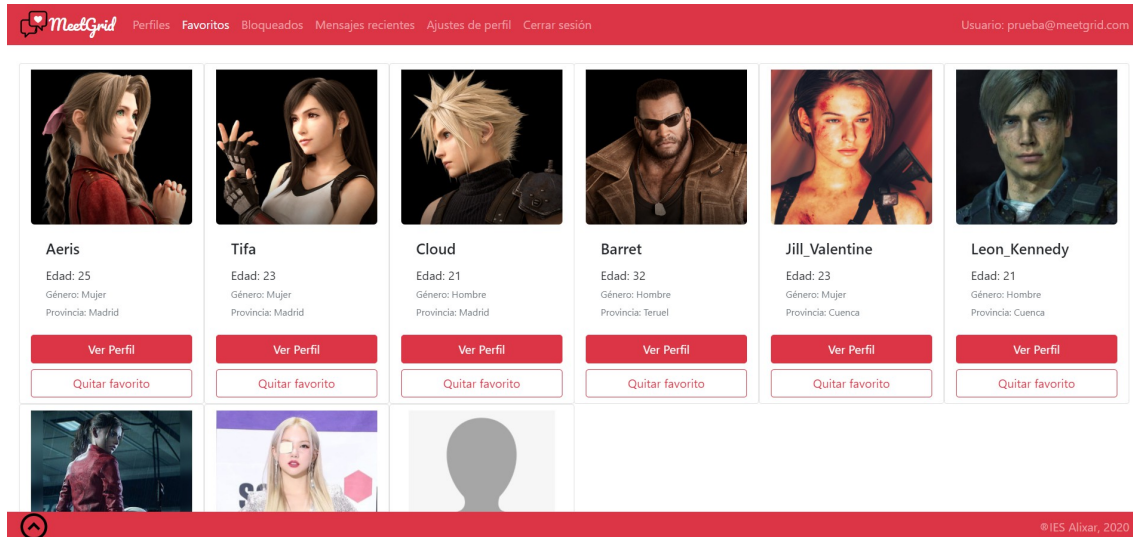 MeetGrid Perfiles Favoritos Bloqueados Mensajes recientes Ajustes de perfil Cerrar sesión Usuario: prueba@meetgrid.com
Aeris
Edad: 25
Género: Mujer
Provincia: Madrid
Ver Perfil
Quitar favorito
Tifa
Edad: 23
Género: Mujer
Provincia: Madrid
Ver Perfil
Quitar favorito
Cloud
Edad: 21
Género: Hombre
Provincia: Madrid
Ver Perfil
Quitar favorito
Barret
Edad: 32
Género: Hombre
Provincia: Teruel
Ver Perfil
Quitar favorito
Jill_Valentine
Edad: 23
Género: Mujer
Provincia: Cuenca
Ver Perfil
Quitar favorito
Leon_Kennedy
Edad: 21
Género: Hombre
Provincia: Cuenca
Ver Perfil
Quitar favorito
®IES Alixar, 2020